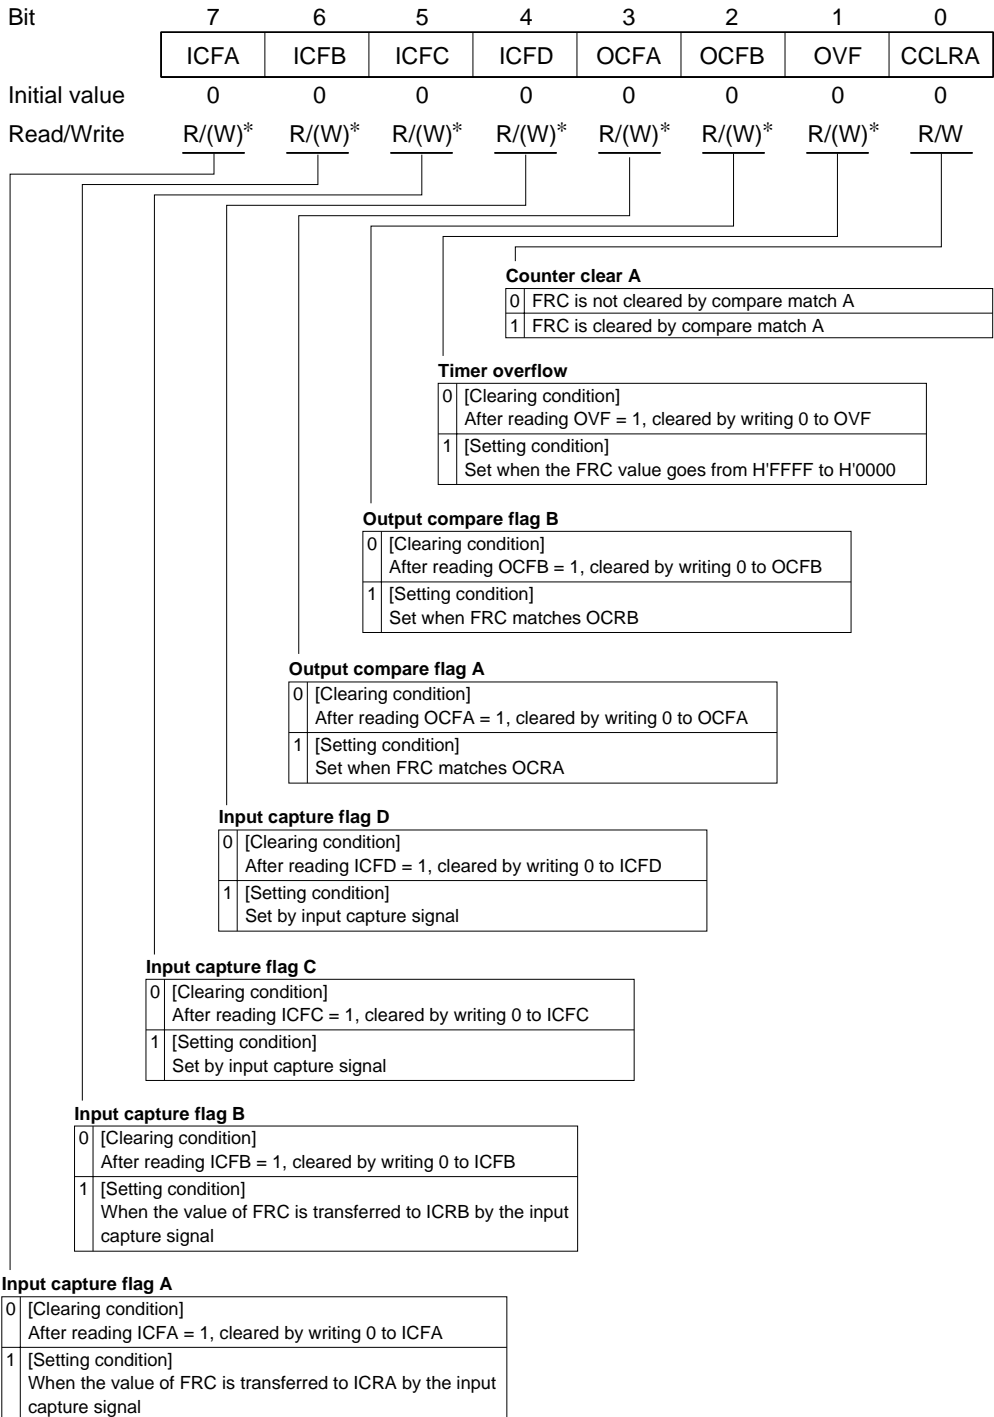 Bit 7 6 5 4 3 2 1 0
ICFA ICFB ICFC ICFD OCFA OCFB OVF CCLRA
Initial value 0 0 0 0 0 0 0 0
Read/Write R/(W)* R/(W)* R/(W)* R/(W)* R/(W)* R/(W)* R/(W)* R/W
Counter clear A
0 FRC is not cleared by compare match A
1 FRC is cleared by compare match A
Timer overflow
0 [Clearing condition]
After reading OVF = 1, cleared by writing 0 to OVF
1 [Setting condition]
Set when the FRC value goes from H'FFFF to H'0000
Output compare flag B
0 [Clearing condition]
After reading OCFB = 1, cleared by writing 0 to OCFB
1 [Setting condition]
Set when FRC matches OCRB
Output compare flag A
0 [Clearing condition]
After reading OCFA = 1, cleared by writing 0 to OCFA
1 [Setting condition]
Set when FRC matches OCRA
Input capture flag D
0 [Clearing condition]
After reading ICFD = 1, cleared by writing 0 to ICFD
1 [Setting condition]
Set by input capture signal
Input capture flag C
0 [Clearing condition]
After reading ICFC = 1, cleared by writing 0 to ICFC
1 [Setting condition]
Set by input capture signal
Input capture flag B
0 [Clearing condition]
After reading ICFB = 1, cleared by writing 0 to ICFB
1 [Setting condition]
When the value of FRC is transferred to ICRB by the input
capture signal
Input capture flag A
0 [Clearing condition]
After reading ICFA = 1, cleared by writing 0 to ICFA
1 [Setting condition]
When the value of FRC is transferred to ICRA by the input
capture signal